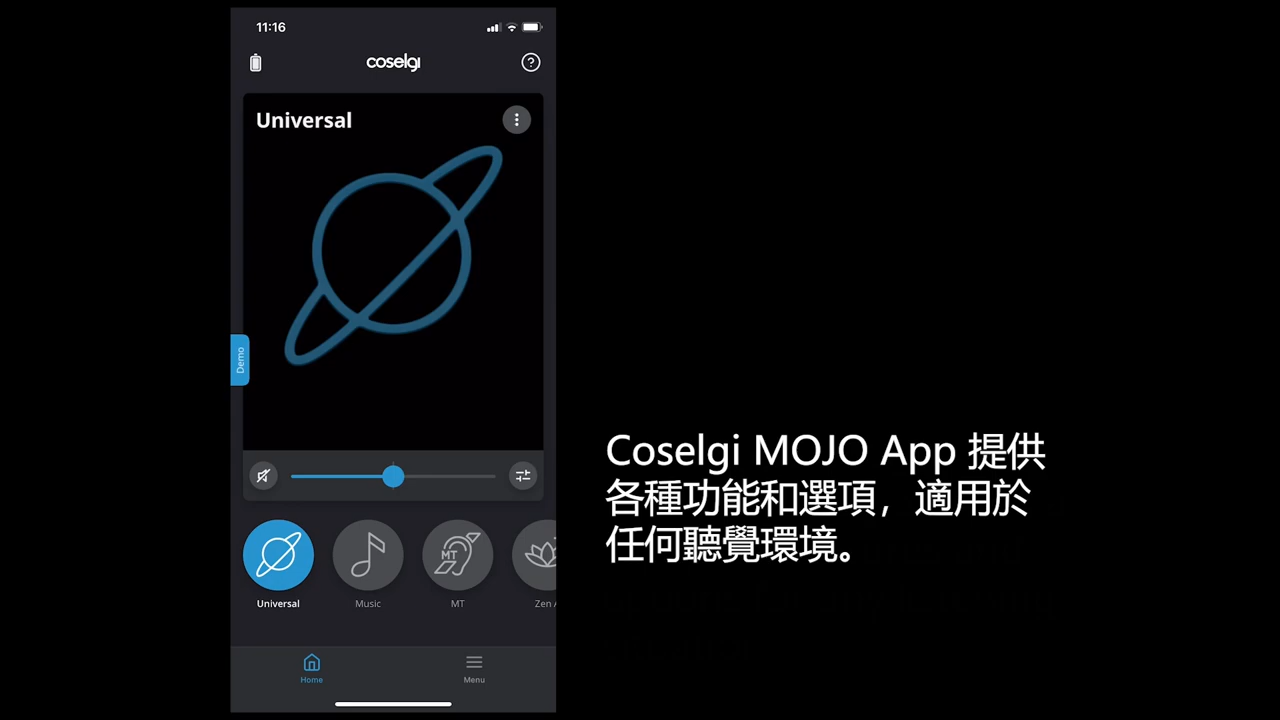 11:16
coselgi
Universal
Demo
MT
Universal
Music
MT
Zen
Home
Menu
Coselgi MOJO App 提供
各種功能和選項，適用於
任何聽覺環境。